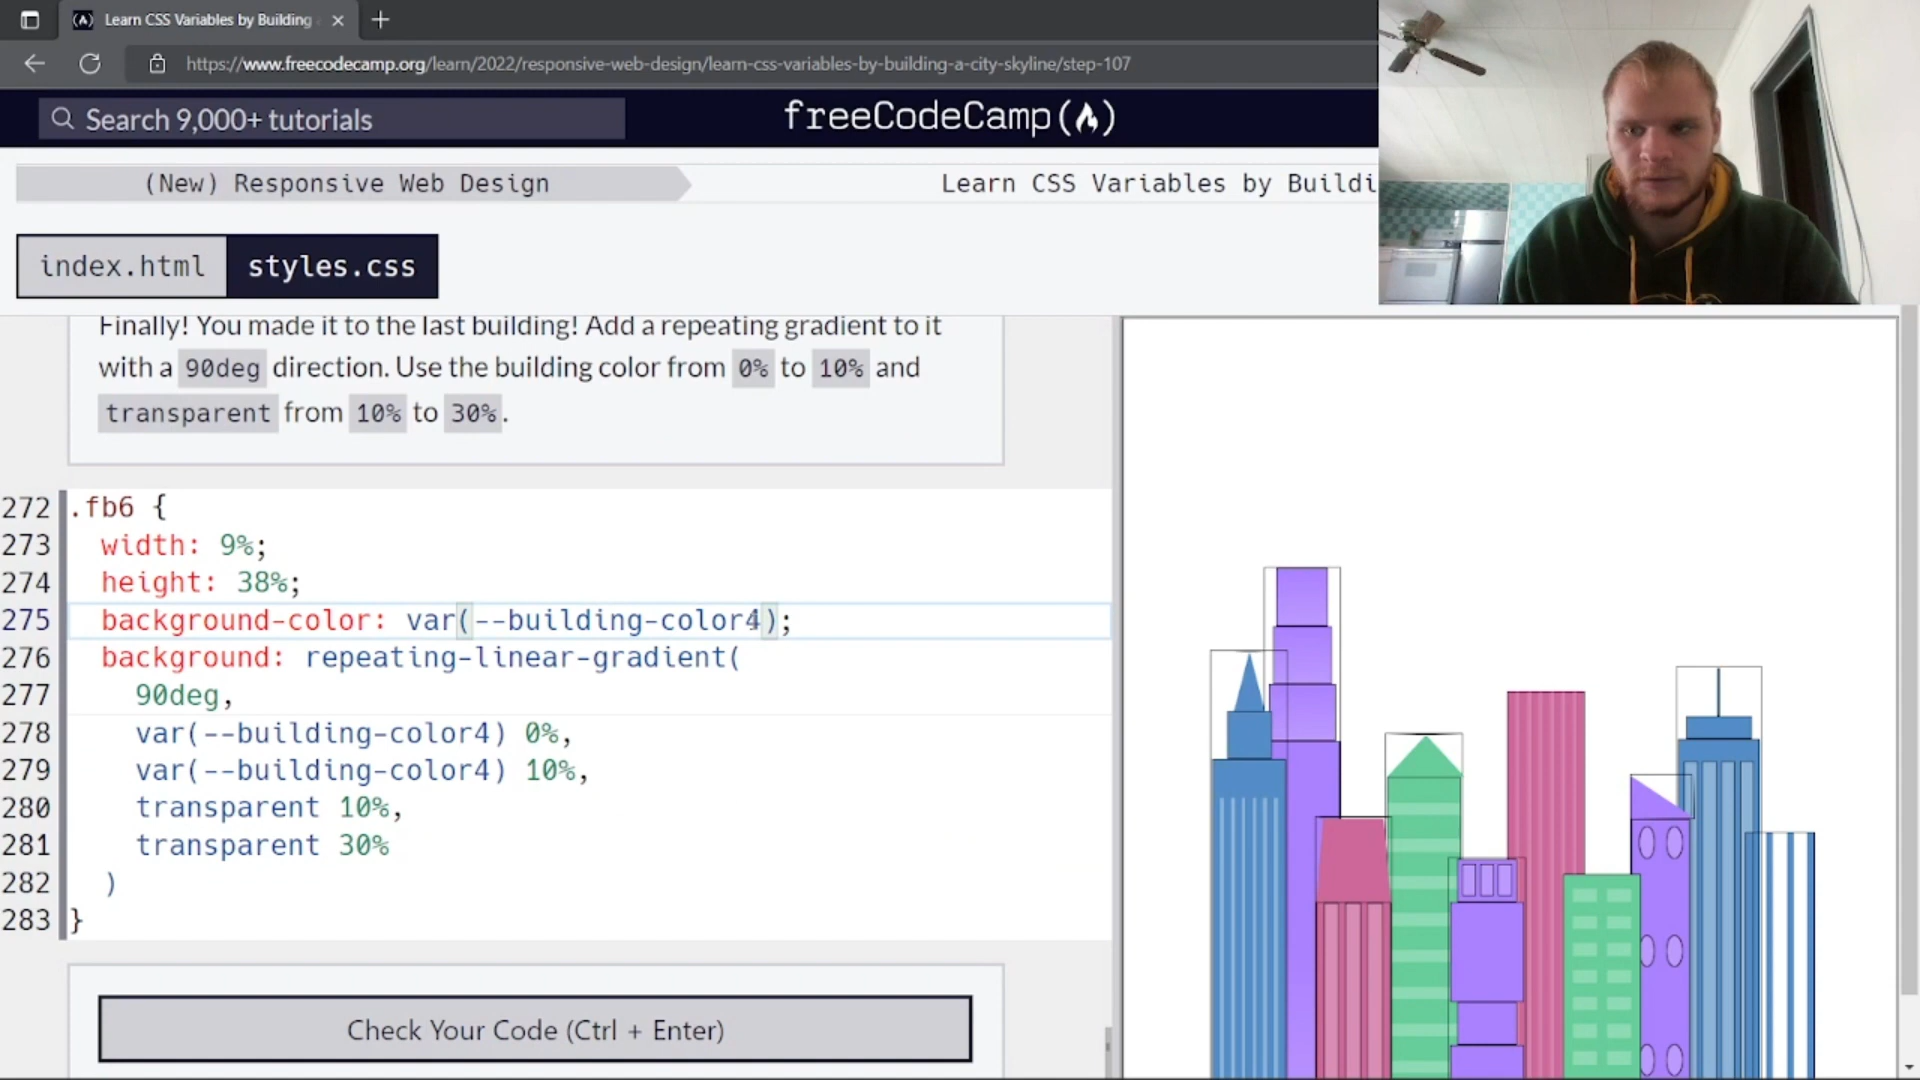 Learn CSS Variables by Building
https://www.freecodecamp.org/learn/2022/responsive-web-design/learn-css-variables-by-building-a-city-skyline/step-107
Search 9,000+ tutorials
freeCodeCamp(🔥)
(New) Responsive Web Design
Learn CSS Variables by Buildi
index.html
styles.css
Finally! You made it to the last building! Add a repeating gradient to it
with a 90deg direction. Use the building color from 0% to 10% and
transparent from 10% to 30%.
272 .fb6 {
273 width: 9%;
274 height: 38%;
275 background-color: var(--building-color4);
276 background: repeating-linear-gradient(
277 90deg,
278 var(--building-color4) 0%,
279 var(--building-color4) 10%,
280 transparent 10%,
281 transparent 30%
282 )
283 }
Check Your Code (Ctrl + Enter)